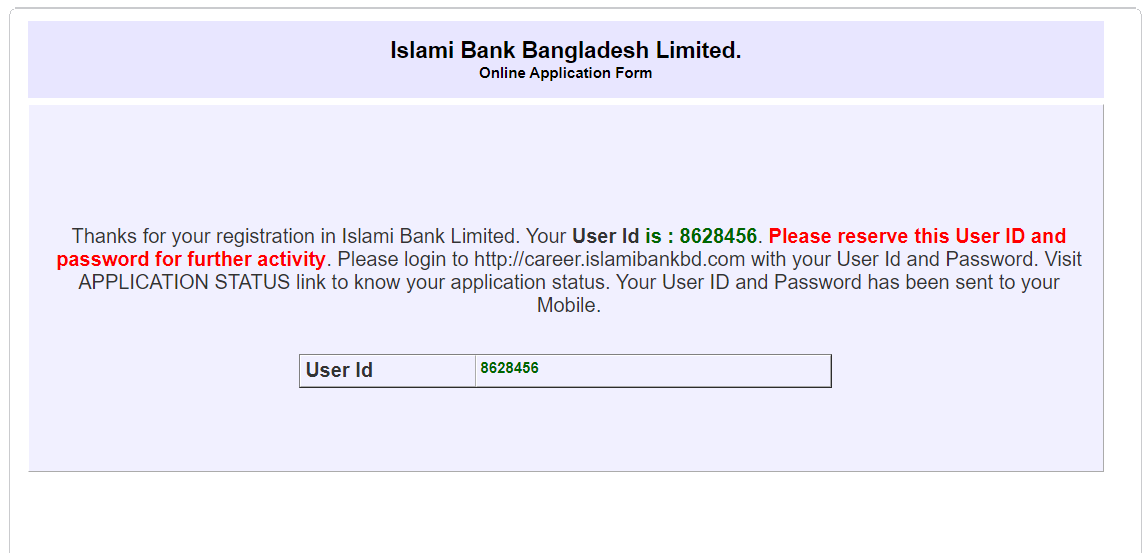 Islami Bank Bangladesh Limited.
Online Application Form
Thanks for your registration in Islami Bank Limited. Your User Id is : 8628456. Please reserve this User ID and
password for further activity. Please login to http://career.islamibankbd.com with your User Id and Password. Visit
APPLICATION STATUS link to know your application status. Your User ID and Password has been sent to your
Mobile.
User Id 8628456